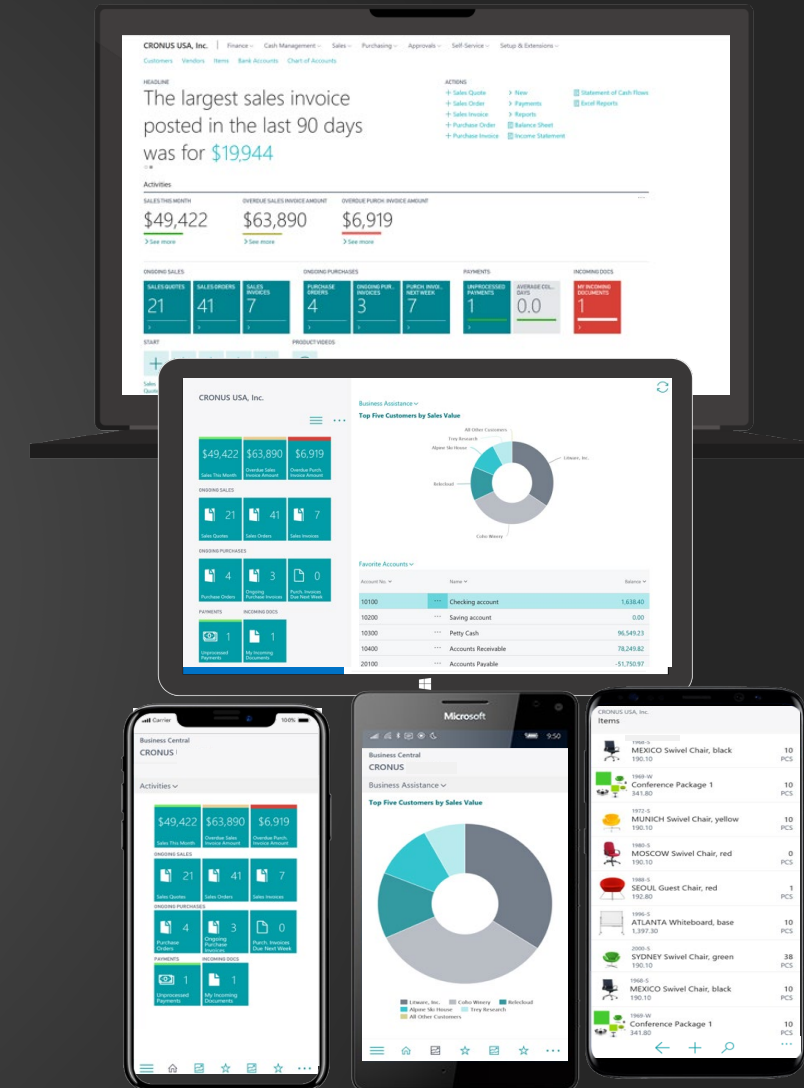 CRONUS USA, Inc. | Finance Cash Management Sales Purchasing Approvals Self-Service Setup & Extensions
Customers Vendors Items Bank Accounts Chart of Accounts
HEADLINE
The largest sales invoice
posted in the last 90 days
was for $19,944
ACTIONS
+ Sales Quote > New Statement of Cash Flows
+ Sales Order > Payments Excel Reports
+ Sales Invoice > Reports
+ Purchase Order Balance Sheet
+ Purchase Invoice Income Statement
Activities
SALES THIS MONTH OVERDUE SALES INVOICE AMOUNT OVERDUE PURCH. INVOICE AMOUNT
$49,422 $63,890 $6,919
> See more > See more > See more
ONGOING SALES ONGOING PURCHASES PAYMENTS INCOMING DOCS
SALES QUOTES
21
SALES ORDERS
41
SALES
INVOICES
7
PURCHASE
ORDERS
4
ONGOING PUR...
INVOICES
3
PURCH. INVOI...
NEXT WEEK
7
UNPROCESSED
PAYMENTS
1
AVERAGE COL...
DAYS
0.0
MY INCOMING
DOCUMENTS
1
START PRODUCT VIDEOS
+
Sales
CRONUS USA, Inc.
$49,422 $63,890 $6,919
Sales This Month
Overdue Sales
Invoice Amount
Overdue Purch.
Invoice Amount
ONGOING SALES
21 41 7
Sales Quotes Sales Orders Sales Invoices
ONGOING PURCHASES
4 3 0
Purchase Orders
Ongoing
Purchase Invoices
Purch. Invoices
Due Next Week
PAYMENTS INCOMING DOCS
1 1
Unprocessed
Payments
My Incoming
Documents
Business Assistance
Top Five Customers by Sales Value
All Other Customers
Trey Research
Alpine Ski House
Litware, Inc.
Relecloud
Coho Winery
Favorite Accounts
Account No. Name Balance
10100 ... Checking account 1,638.40
10200 ... Saving account 0.00
10300 ... Petty Cash 96,549.23
10400 ... Accounts Receivable 78,249.82
20100 ... Accounts Payable -51,750.97
Carrier 100%
Business Central
CRONUS
Activities
$49,422 $63,890 $6,919
Sales This Month
Overdue Sales
Invoice Amount
Overdue Purch.
Invoice Amount
ONGOING SALES
21 41 7
Sales Quotes Sales Orders Sales Invoices
ONGOING PURCHASES
4 3 0
Purchase
Orders
Ongoing
Purchase
Invoices
Purch. Invoices
Due Next Week
PAYMENTS INCOMING DOCS
1 1
Unprocessed
Payments
My Incoming
Documents
Microsoft
9:50
Business Central
CRONUS
Business Assistance
Top Five Customers by Sales Value
Litware, Inc. Coho Winery Relecloud
Alpine Ski House Trey Research
All Other Customers
CRONUS USA, Inc.
Items
1968-S
MEXICO Swivel Chair, black 10
190.10 PCS
1969-W
Conference Package 1 10
341.80 PCS
1972-S
MUNICH Swivel Chair, yellow 10
190.10 PCS
1980-S
MOSCOW Swivel Chair, red 0
190.10 PCS
1988-S
SEOUL Guest Chair, red 1
192.80 PCS
1996-S
ATLANTA Whiteboard, base 10
1,397.30 PCS
2000-S
SYDNEY Swivel Chair, green 38
190.10 PCS
1968-S
MEXICO Swivel Chair, black 10
190.10 PCS
1969-W
Conference Package 1 10
341.80 PCS